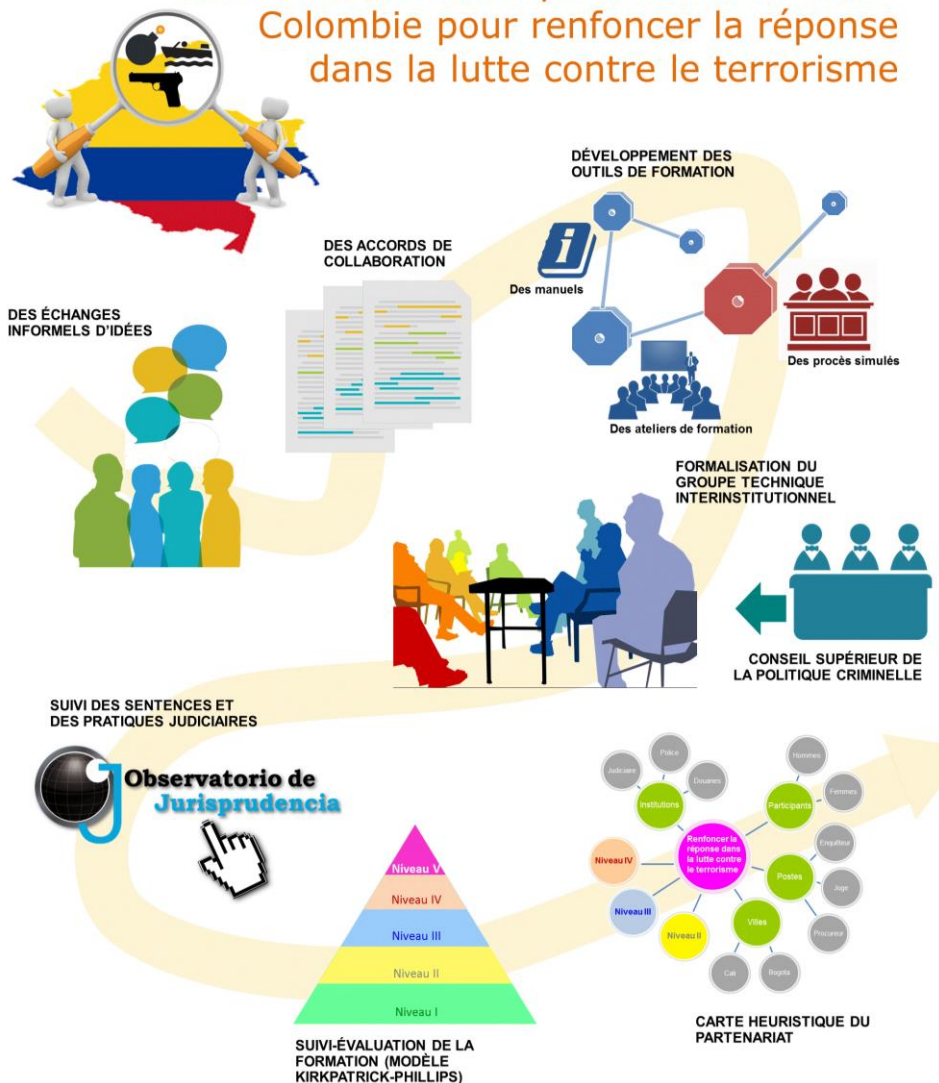 Colombie pour renfoncer la réponse
dans la lutte contre le terrorisme
DES ÉCHANGES
INFORMELS D'IDÉES
DES ACCORDS DE
COLLABORATION
DÉVELOPPEMENT DES
OUTILS DE FORMATION
Des manuels
Des procès simulés
Des ateliers de formation
FORMALISATION DU
GROUPE TECHNIQUE
INTERINSTITUTIONNEL
CONSEIL SUPÉRIEUR DE
LA POLITIQUE CRIMINELLE
SUIVI DES SENTENCES ET
DES PRATIQUES JUDICIAIRES
Observatorio de
Jurisprudencia
Niveau V
Niveau IV
Niveau III
Niveau II
Niveau I
SUIVI-ÉVALUATION DE LA
FORMATION (MODÈLE
KIRKPATRICK-PHILLIPS)
Judiciaire
Police
Douanes
Institutions
Hommes
Femmes
Participants
Renfoncer la
réponse dans
la lutte contre
le terrorisme
Enquêteur
Juge
Procureur
Postes
Villes
Cali
Bogota
Niveau IV
Niveau III
Niveau II
CARTE HEURISTIQUE DU
PARTENARIAT